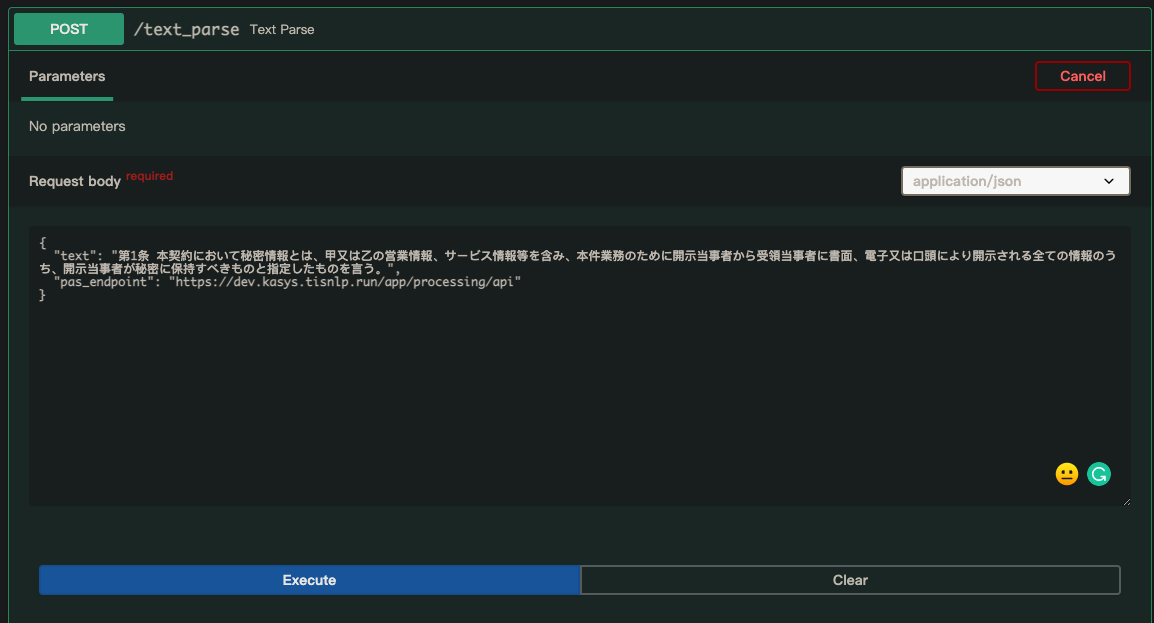 POST /text_parse Text Parse
Parameters Cancel
No parameters
Request body required application/json
{
"text": "第1条 本契約において秘密情報とは、甲又は乙の営業情報、サービス情報等を含み、本件業務のために開示当事者から受領当事者に書面、電子又は口頭により開示される全ての情報のう
ち、開示当事者が秘密に保持すべきものと指定したものを言う。",
"pas_endpoint": "https://dev.kasys.tisnlp.run/app/processing/api"
}
Execute Clear